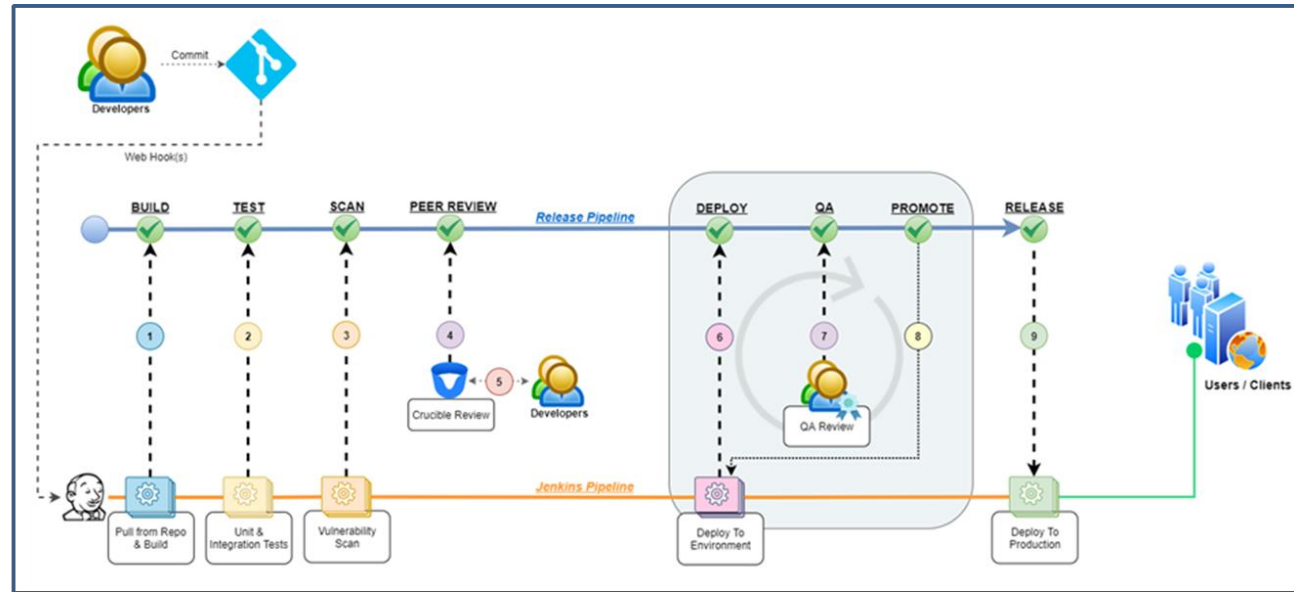 Commit
Developers
Web Hook(s)
BUILD
TEST
SCAN
PEER REVIEW
Release Pipeline
DEPLOY
QA
PROMOTE
RELEASE
1
2
3
4
6
7
8
9
5
Crucible Review
Developers
QA Review
Users / Clients
Jenkins Pipeline
Pull from Repo
& Build
Unit &
Integration Tests
Vulnerability
Scan
Deploy To
Environment
Deploy To
Production